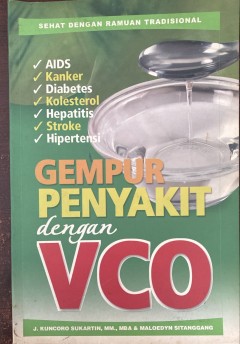 SEHAT DENGAN RAMUAN TRADISIONAL
✓ AIDS
✓ Kanker
✓ Diabetes
✓ Kolesterol
✓ Hepatitis
✓ Stroke
✓ Hipertensi
GEMPUR
PENYAKIT
dengan
VCO
J. KUNCORO SUKARTIN, MM., MBA & MALOEDYN SITANGGANG